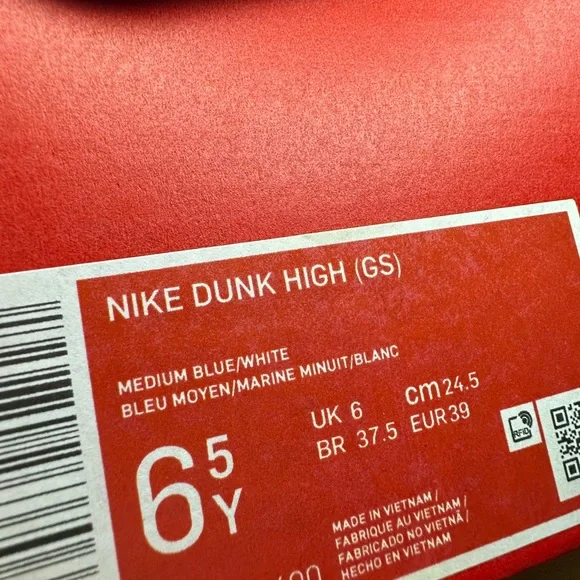 NIKE DUNK HIGH (GS)
MEDIUM BLUE/WHITE
BLEU MOYEN/MARINE MINUIT/BLANC
6 5 Y
UK 6 cm 24.5
BR 37.5 EUR 39
RFID
MADE IN VIETNAM/
FABRIQUE AU VIETNAM/
FABRICADO NO VIETNÃ/
HECHO EN VIETNAM